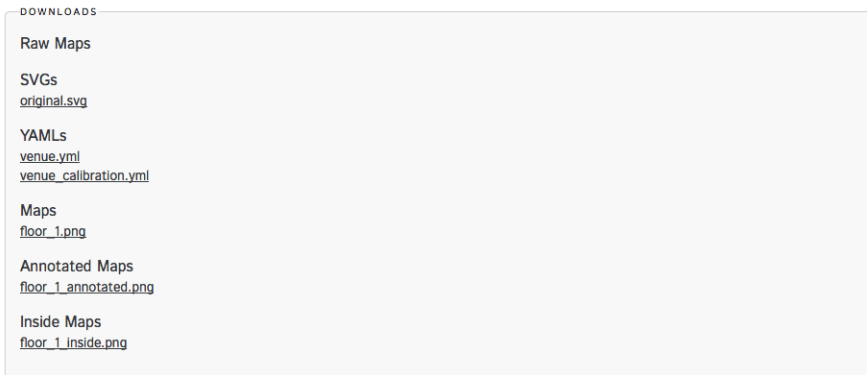 DOWNLOADS
Raw Maps
SVGs
original.svg
YAMLs
venue.yml
venue_calibration.yml
Maps
floor_1.png
Annotated Maps
floor_1_annotated.png
Inside Maps
floor_1_inside.png